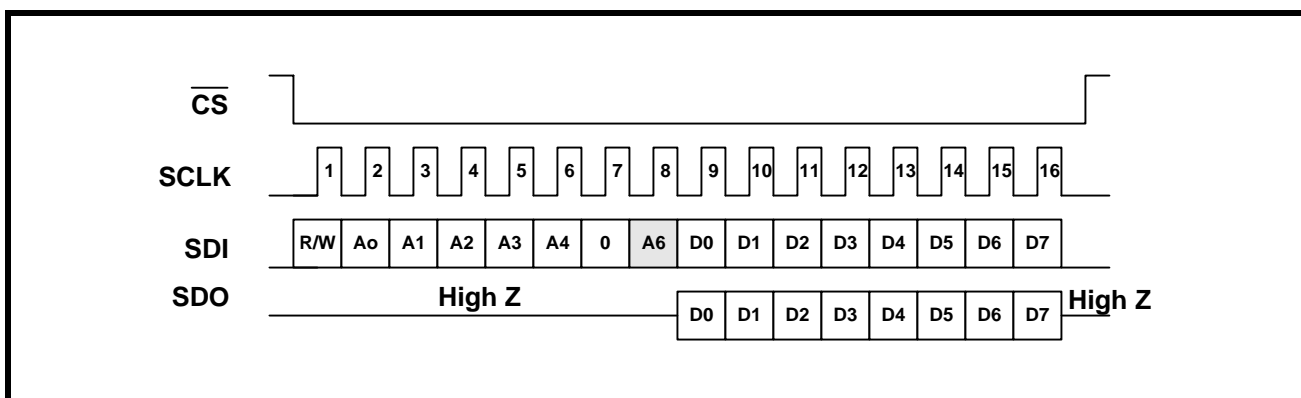 CS
SCLK 1 2 3 4 5 6 7 8 9 10 11 12 13 14 15 16
SDI R/W Ao A1 A2 A3 A4 0 A6 D0 D1 D2 D3 D4 D5 D6 D7
SDO High Z D0 D1 D2 D3 D4 D5 D6 D7 High Z